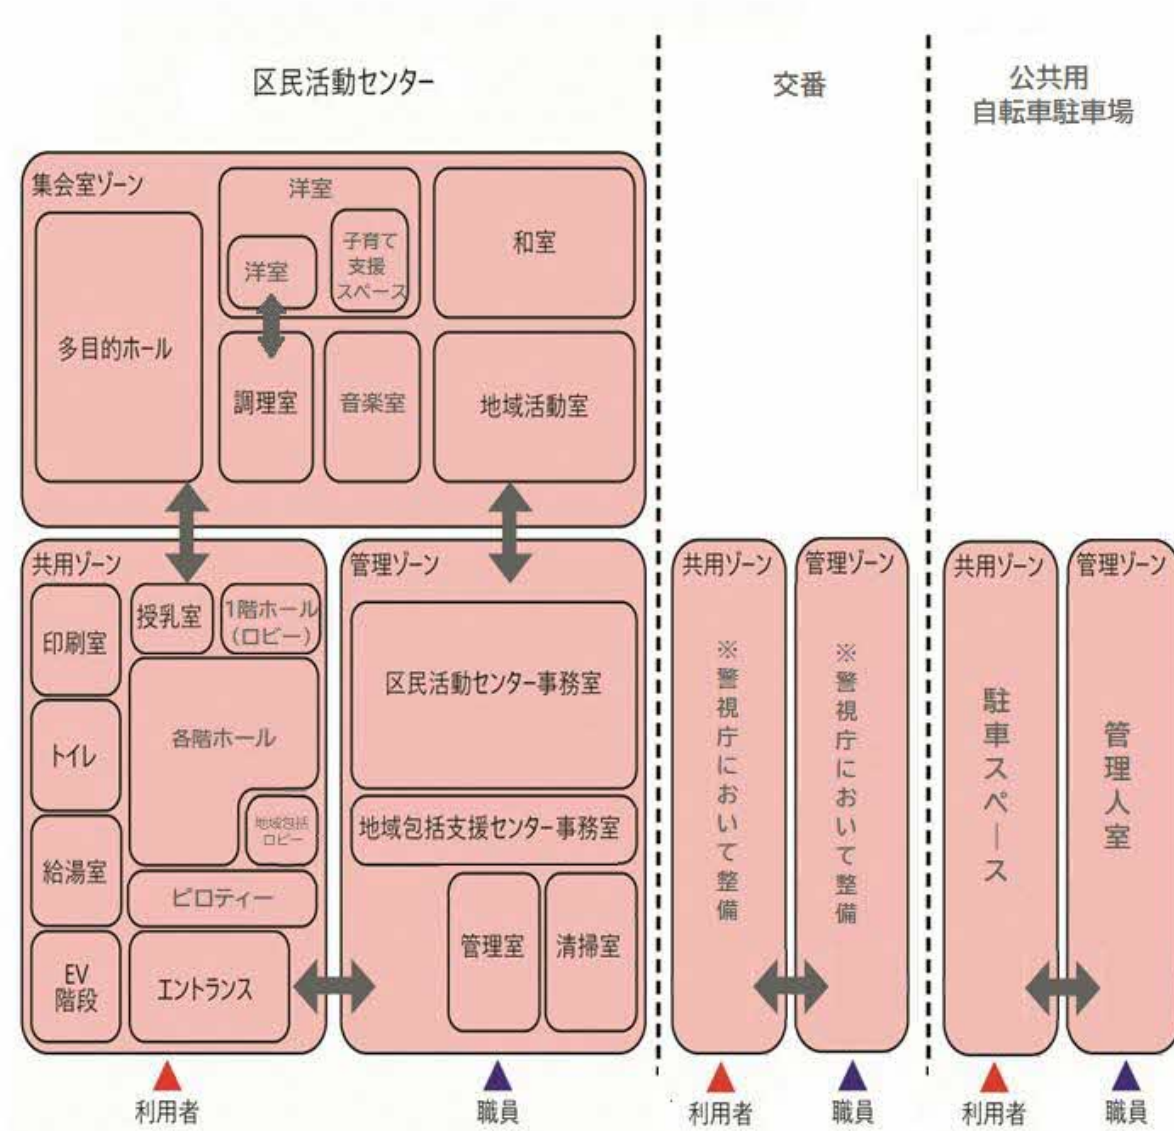 区民活動センター
交番
公共用
自転車駐車場
集会室ゾーン
多目的ホール
洋室
洋室
子育て
支援
スペース
和室
調理室
音楽室
地域活動室
共用ゾーン
印刷室
授乳室
1階ホール
(ロビー)
トイレ
各階ホール
地域包括
ロビー
給湯室
ピロティー
EV
階段
エントランス
管理ゾーン
区民活動センター事務室
地域包括支援センター事務室
管理室
清掃室
共用ゾーン
※警視庁において整備
管理ゾーン
※警視庁において整備
共用ゾーン
駐車スペース
管理ゾーン
管理人室
利用者
職員
利用者
職員
利用者
職員